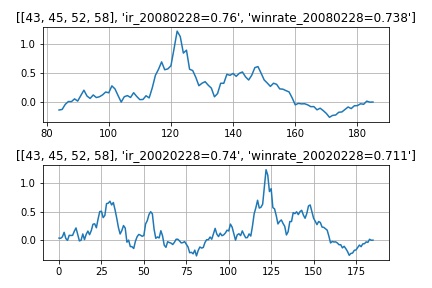 [[43, 45, 52, 58], 'ir_20080228=0.76', 'winrate_20080228=0.738']
1.0
0.5
0.0
80 100 120 140 160 180
[[43, 45, 52, 58], 'ir_20020228=0.74', 'winrate_20020228=0.711']
1.0
0.5
0.0
0 25 50 75 100 125 150 175